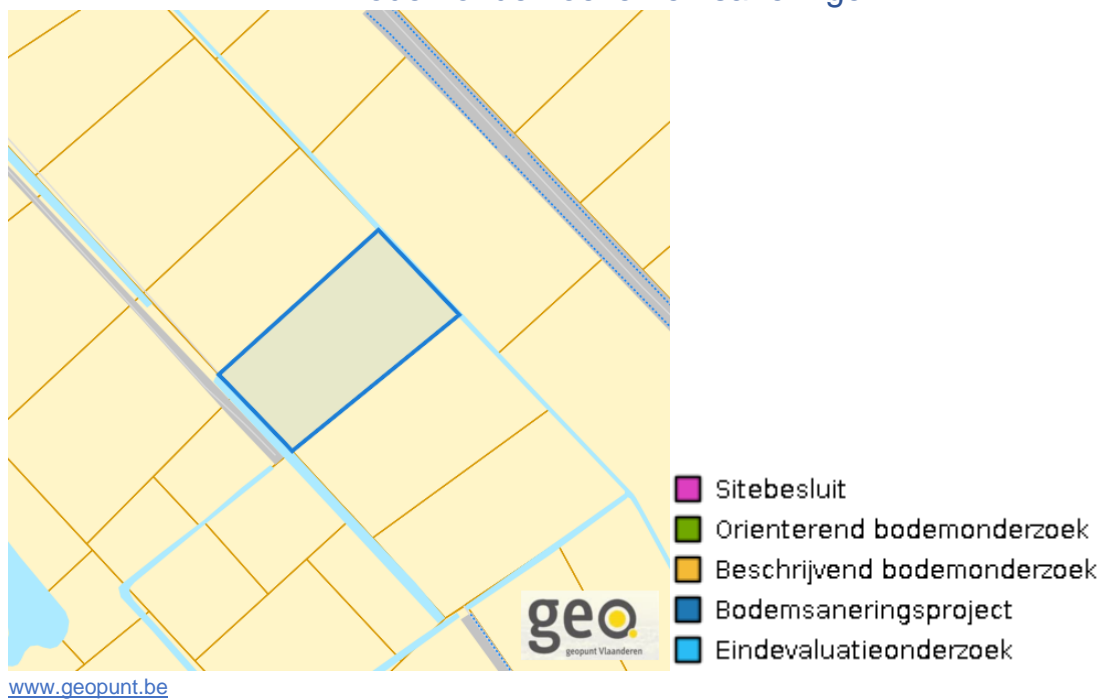 Sitebesluit
Orienterend bodemonderzoek
Beschrijvend bodemonderzoek
Bodemsaneringsproject
Eindevaluatieonderzoek
geo
geopunt Vlaanderen
www.geopunt.be